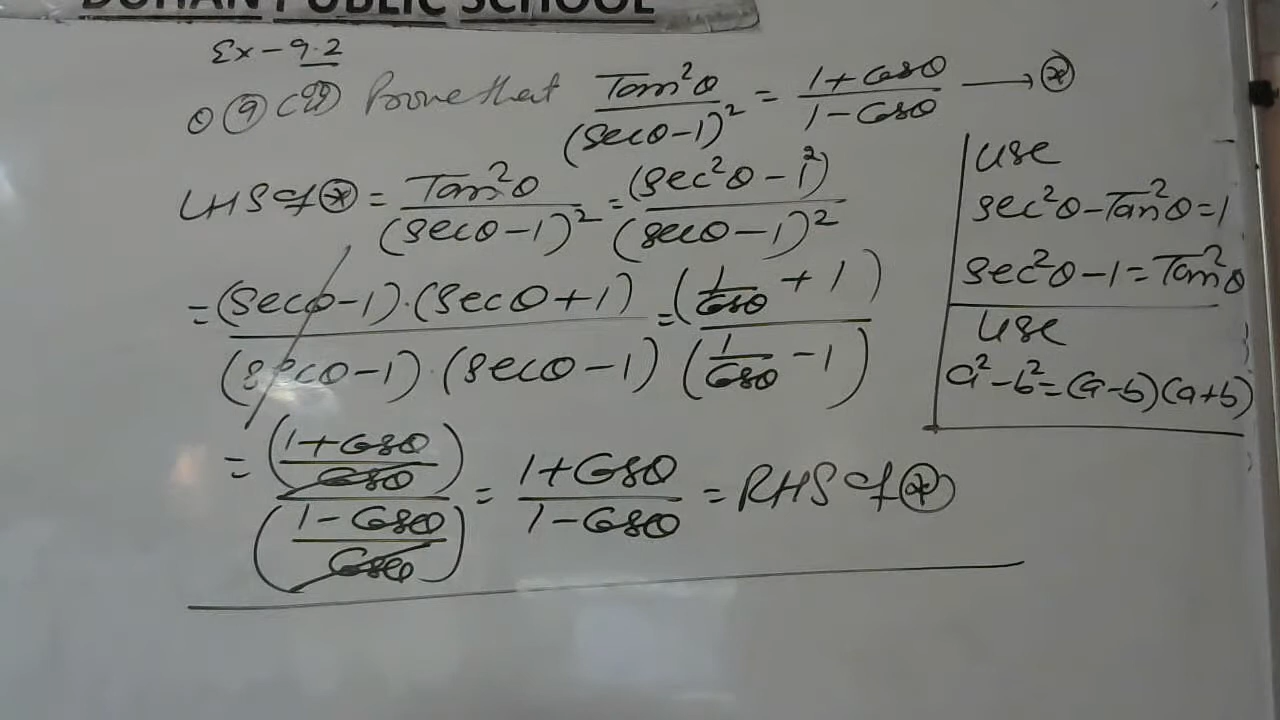 PUBLIC SCHOOL
Ex - 9.2
Prove that Tan²θ/(secθ-1)² = (1+Cosθ)/(1-Cosθ) → ⊛
LHS of ⊛ = Tan²θ/(secθ-1)² = (sec²θ-1²)/(secθ-1)²
= (secθ-1)·(secθ+1)/(secθ-1)·(secθ-1) = (1/Cosθ + 1)/(1/Cosθ - 1)
= ((1+Cosθ)/Cosθ)/((1-Cosθ)/Cosθ) = (1+Cosθ)/(1-Cosθ) = RHS of ⊛
use
sec²θ-Tan²θ=1
sec²θ-1=Tan²θ
use
a²-b²=(a-b)(a+b)